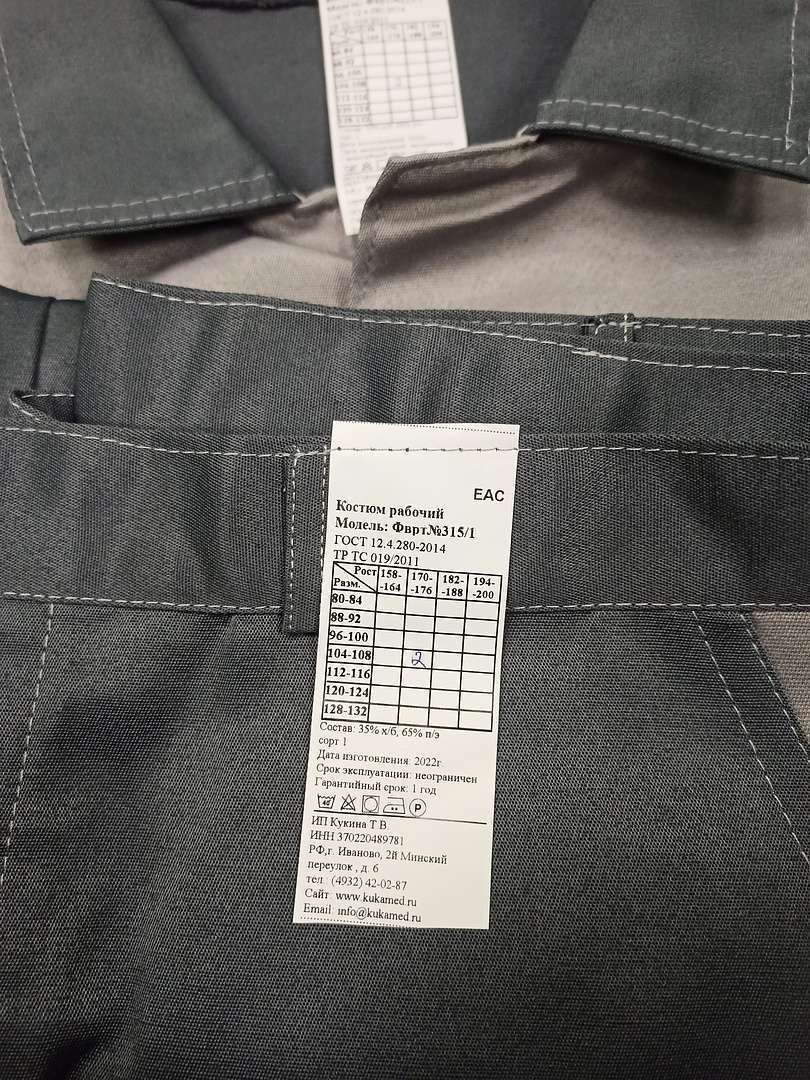 EAC
Костюм рабочий
Модель: Фврт№315/1
ГОСТ 12.4.280-2014
ТР ТС 019/2011
Рост 158- 170- 182- 194-
Разм. -164 -176 -188 -200
80-84
88-92
96-100
104-108 2
112-116
120-124
128-132
Состав: 35% х/б, 65% п/э
сорт 1
Дата изготовления: 2022г
Срок эксплуатации: неограничен
Гарантийный срок: 1 год
P
ИП Кукина Т В
ИНН 370220489781
РФ,г. Иваново, 2й Минский
переулок , д. 6
тел.: (4932) 42-02-87
Сайт: www.kukamed.ru
Email: info@kukamed.ru